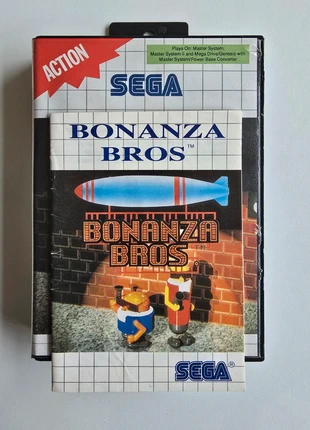 ACTION
Plays On: Master System,
Master System II and Mega Drive/Genesis with
Master System/Power Base Converter
SEGA
BONANZA
BROS™
BONANZA
BROS
SEGA®